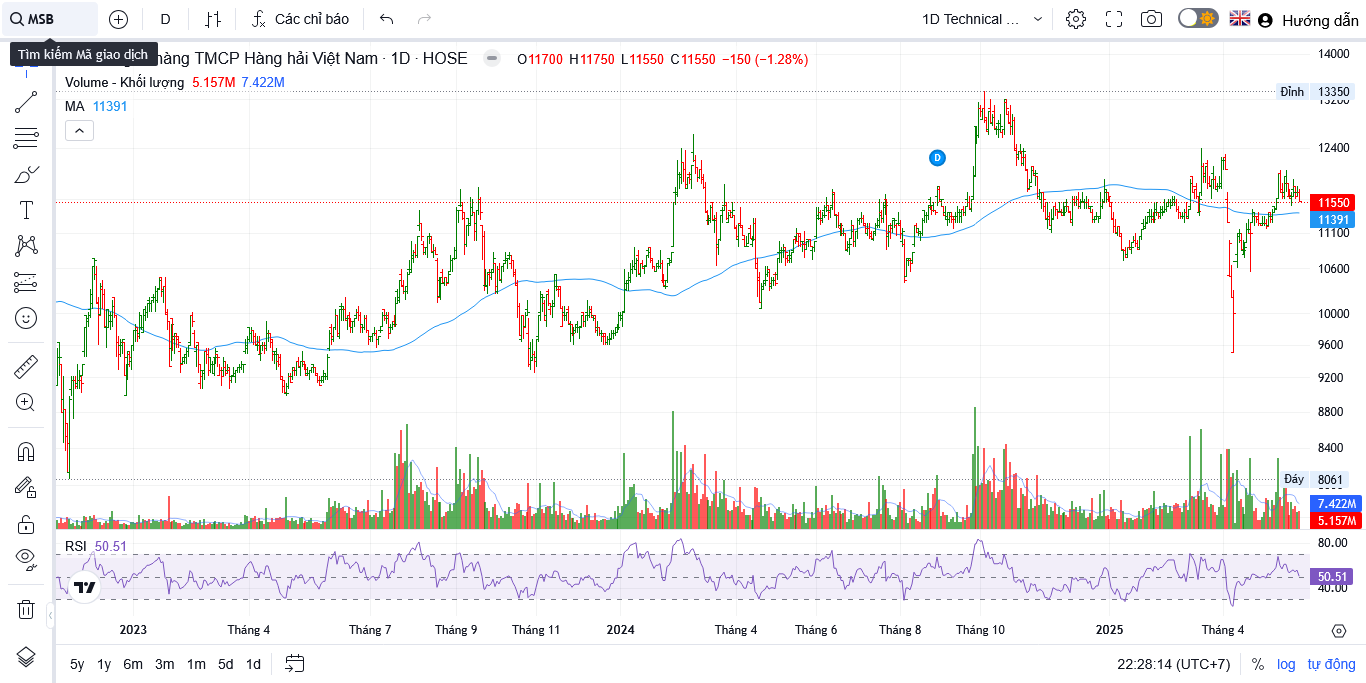 MSB
D
Các chỉ báo
1D Technical ...
Hướng dẫn
Tìm kiếm Mã giao dịch
hàng TMCP Hàng hải Việt Nam · 1D · HOSE
O11700 H11750 L11550 C11550 −150 (−1.28%)
Volume - Khối lượng 5.157M 7.422M
MA 11391
14000
Đỉnh 13350
13200
12400
11550
11391
11100
10600
10000
9600
9200
8800
8400
Đáy 8061
7.422M
5.157M
D
RSI 50.51
80.00
50.51
40.00
2023 Tháng 4 Tháng 7 Tháng 9 Tháng 11 2024 Tháng 4 Tháng 6 Tháng 8 Tháng 10 2025 Tháng 4
5y 1y 6m 3m 1m 5d 1d
22:28:14 (UTC+7) % log tự động